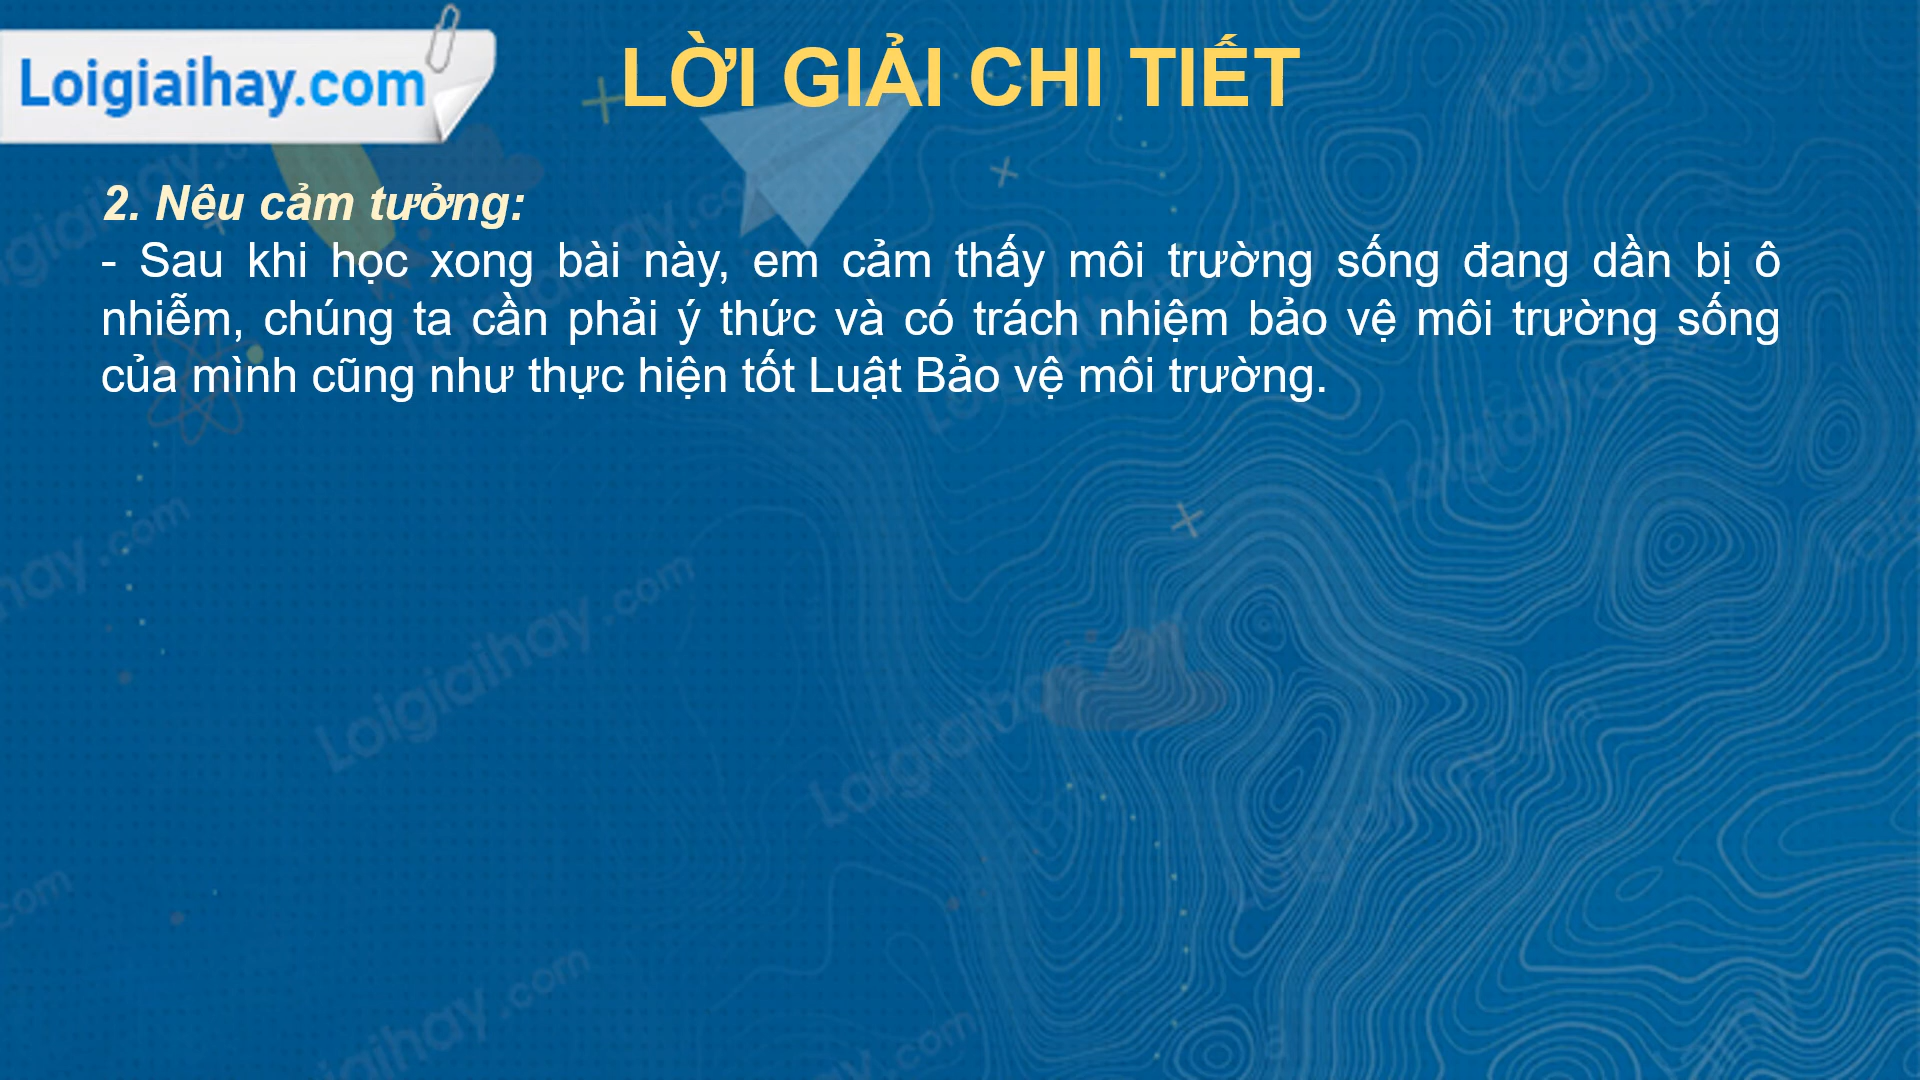 Loigiaihay.com
LỜI GIẢI CHI TIẾT
2. Nêu cảm tưởng:
- Sau khi học xong bài này, em cảm thấy môi trường sống đang dần bị ô
nhiễm, chúng ta cần phải ý thức và có trách nhiệm bảo vệ môi trường sống
của mình cũng như thực hiện tốt Luật Bảo vệ môi trường.